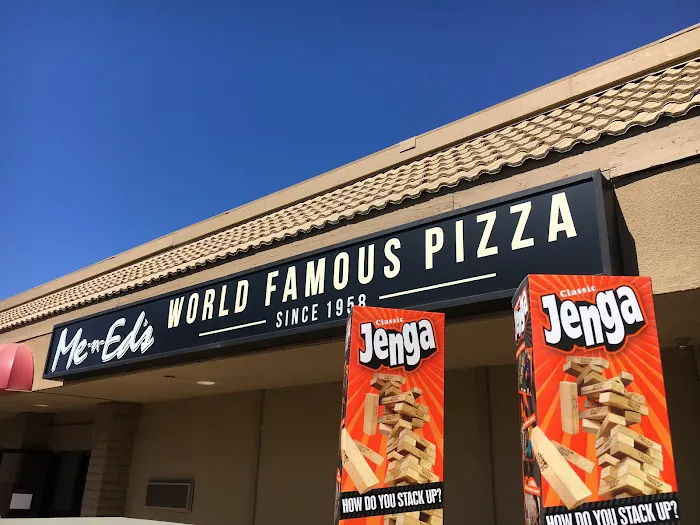 Me-n-Ed's WORLD FAMOUS PIZZA
SINCE 1958
Classic
Jenga
HOW DO YOU STACK UP?
Classic
Jenga
HOW DO YOU STACK UP?